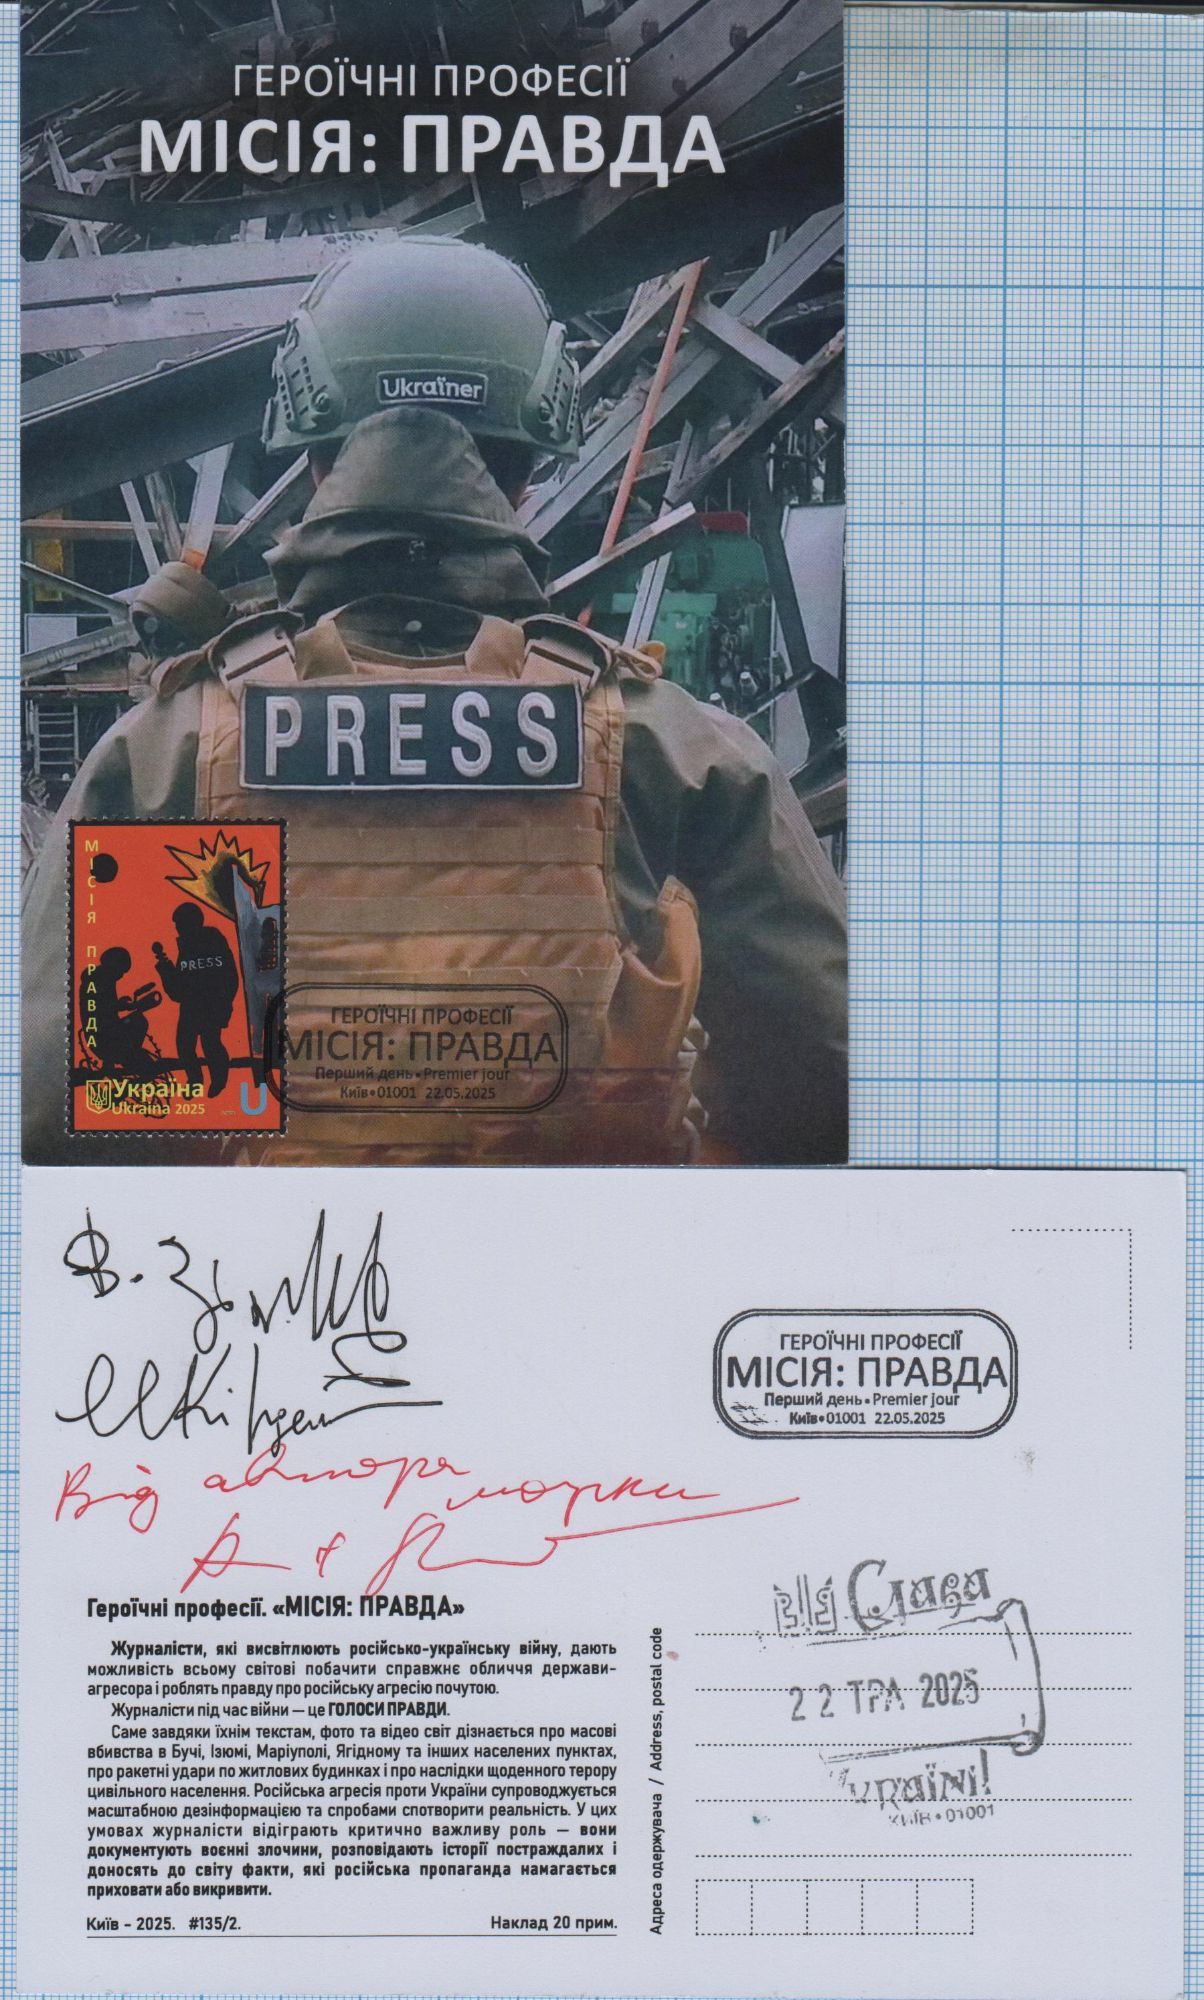 ГЕРОЇЧНІ ПРОФЕСІЇ
МІСІЯ: ПРАВДА
Ukraїner
PRESS
МІСІЯ ПРАВДА
PRESS
Україна
Ukraina 2025
U
ГЕРОЇЧНІ ПРОФЕСІЇ
МІСІЯ: ПРАВДА
Перший день • Premier jour
Київ • 01001 22.05.2025
ГЕРОЇЧНІ ПРОФЕСІЇ
МІСІЯ: ПРАВДА
Перший день • Premier jour
Київ • 01001 22.05.2025
Від автора марки
Героїчні професії. «МІСІЯ: ПРАВДА»
Журналісти, які висвітлюють російсько-українську війну, дають
можливість всьому світові побачити справжнє обличчя держави-
агресора і роблять правду про російську агресію почутою.
Журналісти під час війни — це ГОЛОСИ ПРАВДИ.
Саме завдяки їхнім текстам, фото та відео світ дізнається про масові
вбивства в Бучі, Ізюмі, Маріуполі, Ягідному та інших населених пунктах,
про ракетні удари по житлових будинках і про наслідки щоденного терору
цивільного населення. Російська агресія проти України супроводжується
масштабною дезінформацією та спробами спотворити реальність. У цих
умовах журналісти відіграють критично важливу роль — вони
документують воєнні злочини, розповідають історії постраждалих і
доносять до світу факти, які російська пропаганда намагається
приховати або викривити.
Київ - 2025. #135/2. Наклад 20 прим.
Адреса одержувача / Address, postal code
Слава
22 ТРА 2025
Україні!
КИЇВ • 01001